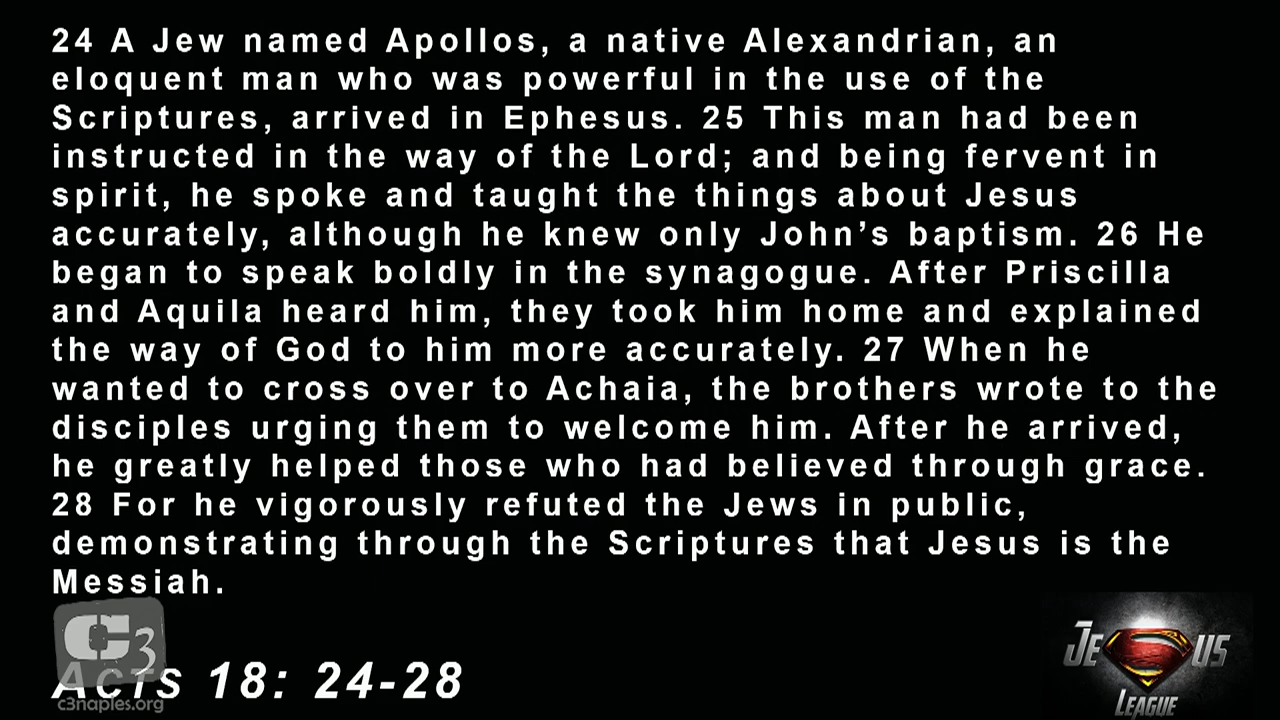 24 A Jew named Apollos, a native Alexandrian, an
eloquent man who was powerful in the use of the
Scriptures, arrived in Ephesus. 25 This man had been
instructed in the way of the Lord; and being fervent in
spirit, he spoke and taught the things about Jesus
accurately, although he knew only John’s baptism. 26 He
began to speak boldly in the synagogue. After Priscilla
and Aquila heard him, they took him home and explained
the way of God to him more accurately. 27 When he
wanted to cross over to Achaia, the brothers wrote to the
disciples urging them to welcome him. After he arrived,
he greatly helped those who had believed through grace.
28 For he vigorously refuted the Jews in public,
demonstrating through the Scriptures that Jesus is the
Messiah.
C3
Acts 18: 24-28
c3naples.org
JESUS
LEAGUE